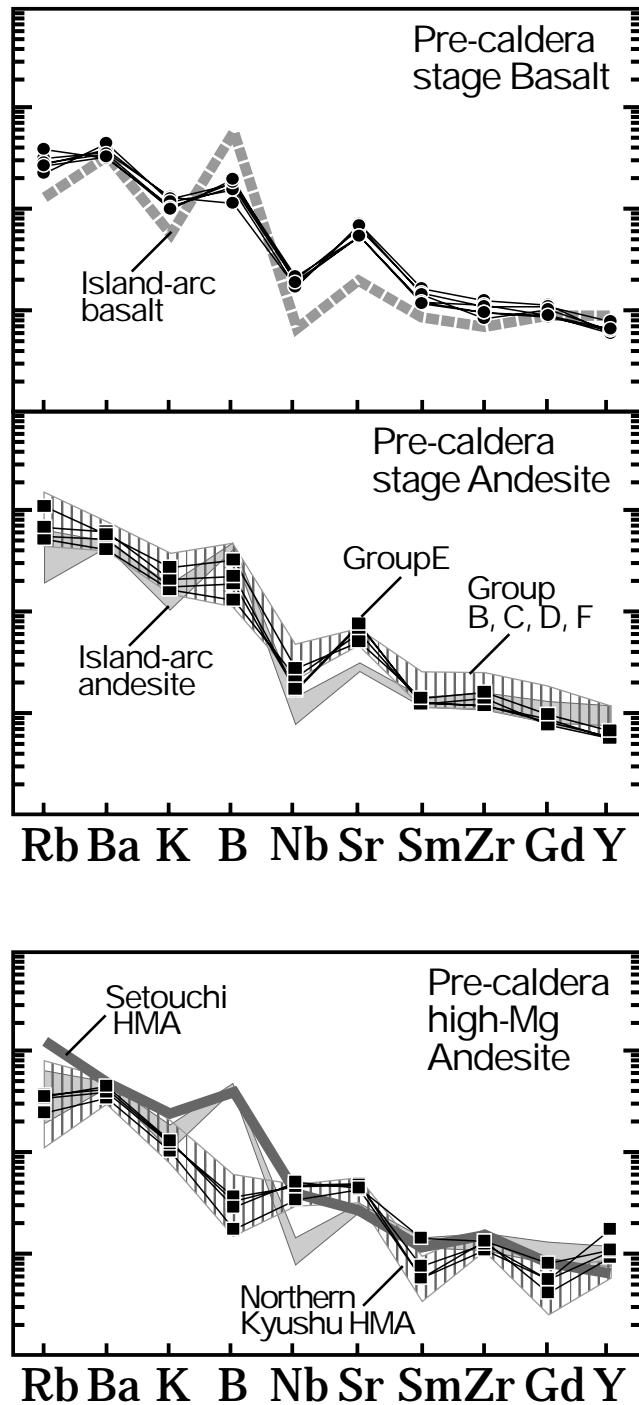 Pre-caldera
stage Basalt
Island-arc
basalt
Pre-caldera
stage Andesite
GroupE
Group
B, C, D, F
Island-arc
andesite
Rb Ba K B Nb Sr Sm Zr Gd Y
Setouchi
HMA
Pre-caldera
high-Mg
Andesite
Northern
Kyushu HMA
Rb Ba K B Nb Sr Sm Zr Gd Y